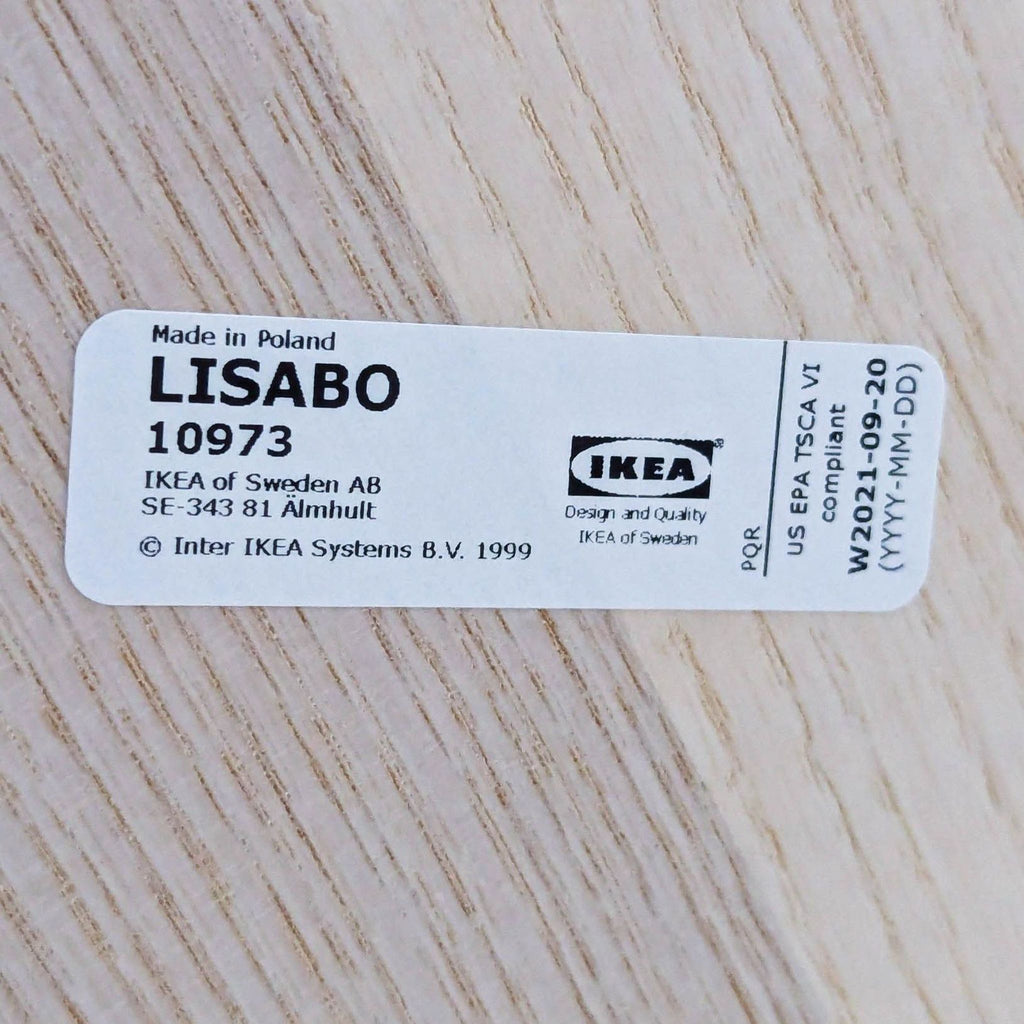 Made in Poland
LISABO
10973
IKEA of Sweden AB
SE-343 81 Älmhult
© Inter IKEA Systems B.V. 1999
IKEA®
Design and Quality
IKEA of Sweden
PQR
US EPA TSCA VI
compliant
W2021-09-20
(YYYY-MM-DD)